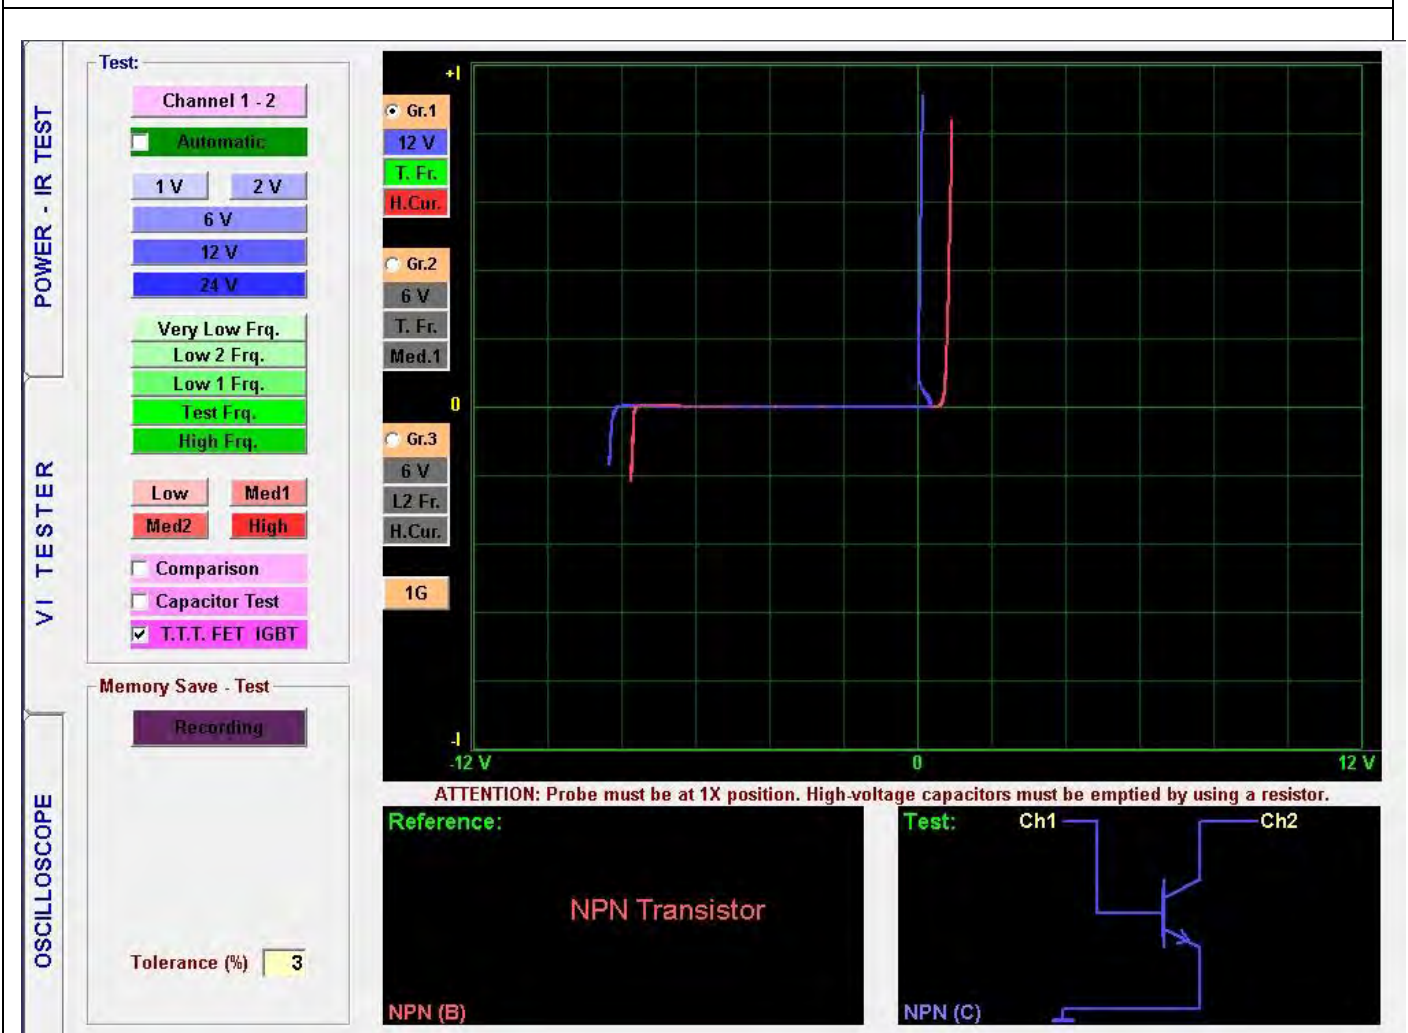 POWER - IR TEST
VI TESTER
OSCILLOSCOPE
Test:
Channel 1 - 2
Automatic
1 V
2 V
6 V
12 V
24 V
Very Low Frq.
Low 2 Frq.
Low 1 Frq.
Test Frq.
High Frq.
Low
Med1
Med2
High
Comparison
Capacitor Test
T.T.T. FET IGBT
Memory Save - Test
Recording
Tolerance (%) 3
Gr.1
12 V
T. Fr.
H.Cur.
Gr.2
6 V
T. Fr.
Med.1
Gr.3
6 V
L2 Fr.
H.Cur.
1G
+I
0
-I
-12 V
0
12 V
ATTENTION: Probe must be at 1X position. High-voltage capacitors must be emptied by using a resistor.
Reference:
NPN Transistor
NPN (B)
Test:
Ch1
Ch2
NPN (C)